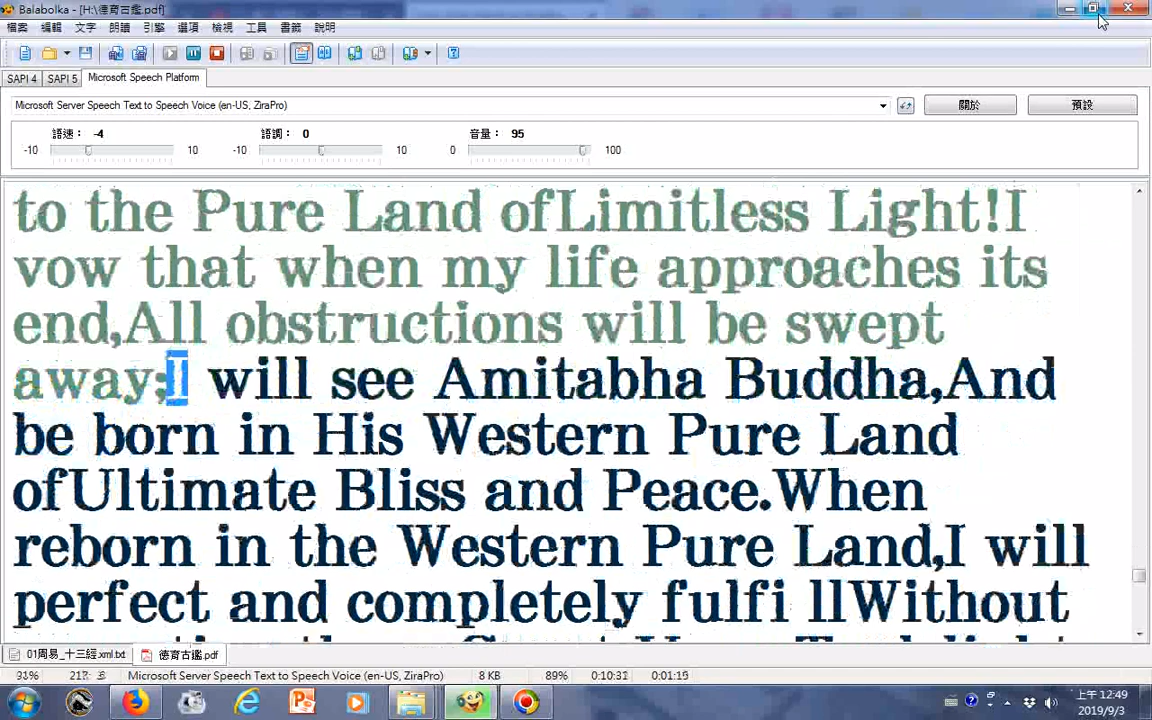 Balabolka - [H:\德育古鑑.pdf]
檔案 編輯 文字 朗讀 引擎 選項 檢視 工具 書籤 說明
SAPI 4 SAPI 5 Microsoft Speech Platform
Microsoft Server Speech Text to Speech Voice (en-US, ZiraPro) 關於 預設
語速： -4 語調： 0 音量： 95
-10 10 -10 10 0 100
to the Pure Land ofLimitless Light!I
vow that when my life approaches its
end,All obstructions will be swept
away;I will see Amitabha Buddha,And
be born in His Western Pure Land
ofUltimate Bliss and Peace.When
reborn in the Western Pure Land,I will
perfect and completely fulfi llWithout
01周易_十三經.xml.txt 德育古鑑.pdf
Microsoft Server Speech Text to Speech Voice (en-US, ZiraPro) 8 KB 89% 0:01:19
上午 12:49
2019/9/3